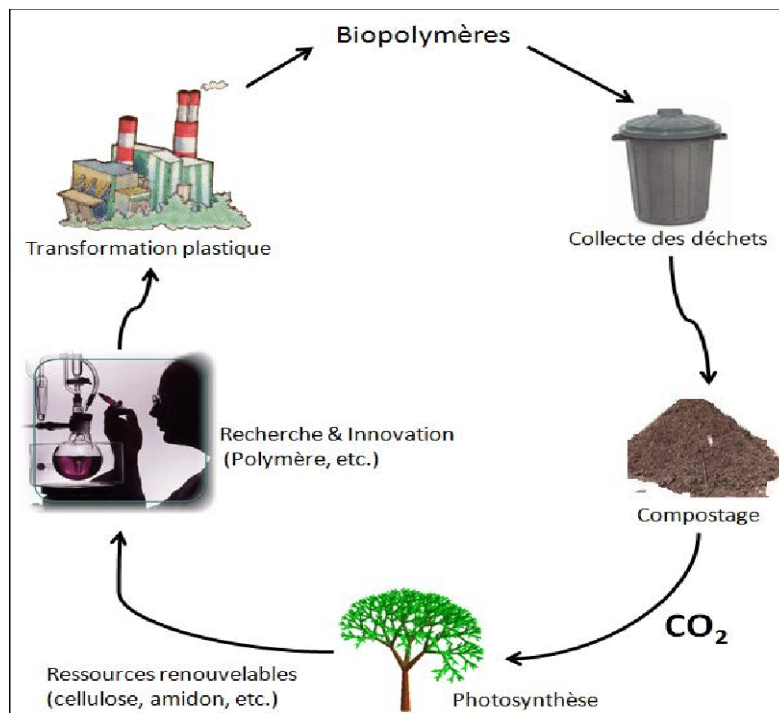 Biopolymères
Transformation plastique
Collecte des déchets
Recherche & Innovation
(Polymère, etc.)
Compostage
CO₂
Ressources renouvelables
(cellulose, amidon, etc.)
Photosynthèse